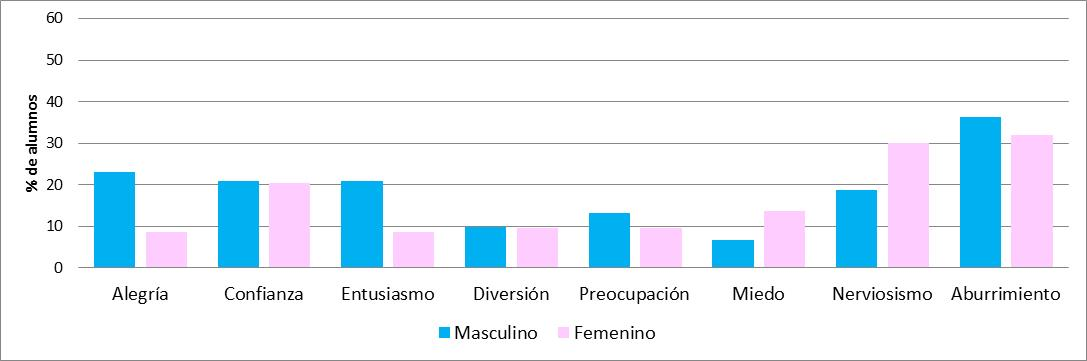 % de alumnos
60
50
40
30
20
10
0
Alegría Confianza Entusiasmo Diversión Preocupación Miedo Nerviosismo Aburrimiento
Masculino Femenino